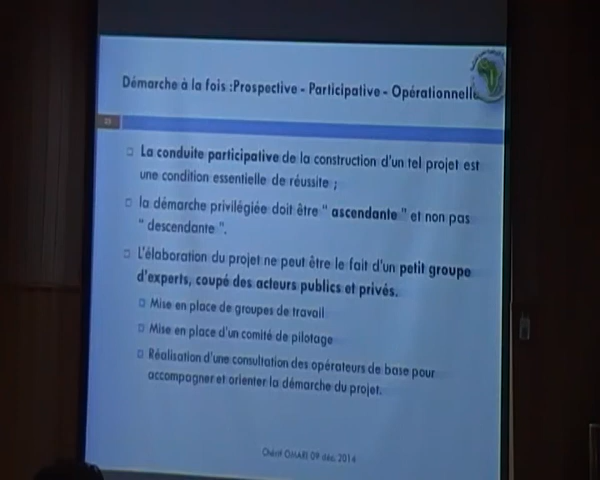 Démarche à la fois :Prospective - Participative - Opérationnelle
La conduite participative de la construction d'un tel projet est
une condition essentielle de réussite ;
la démarche privilégiée doit être " ascendante " et non pas
" descendante ".
L'élaboration du projet ne peut être le fait d'un petit groupe
d'experts, coupé des acteurs publics et privés.
Mise en place de groupes de travail
Mise en place d'un comité de pilotage
Réalisation d'une consultation des opérateurs de base pour
accompagner et orienter la démarche du projet.
09 déc. 2014